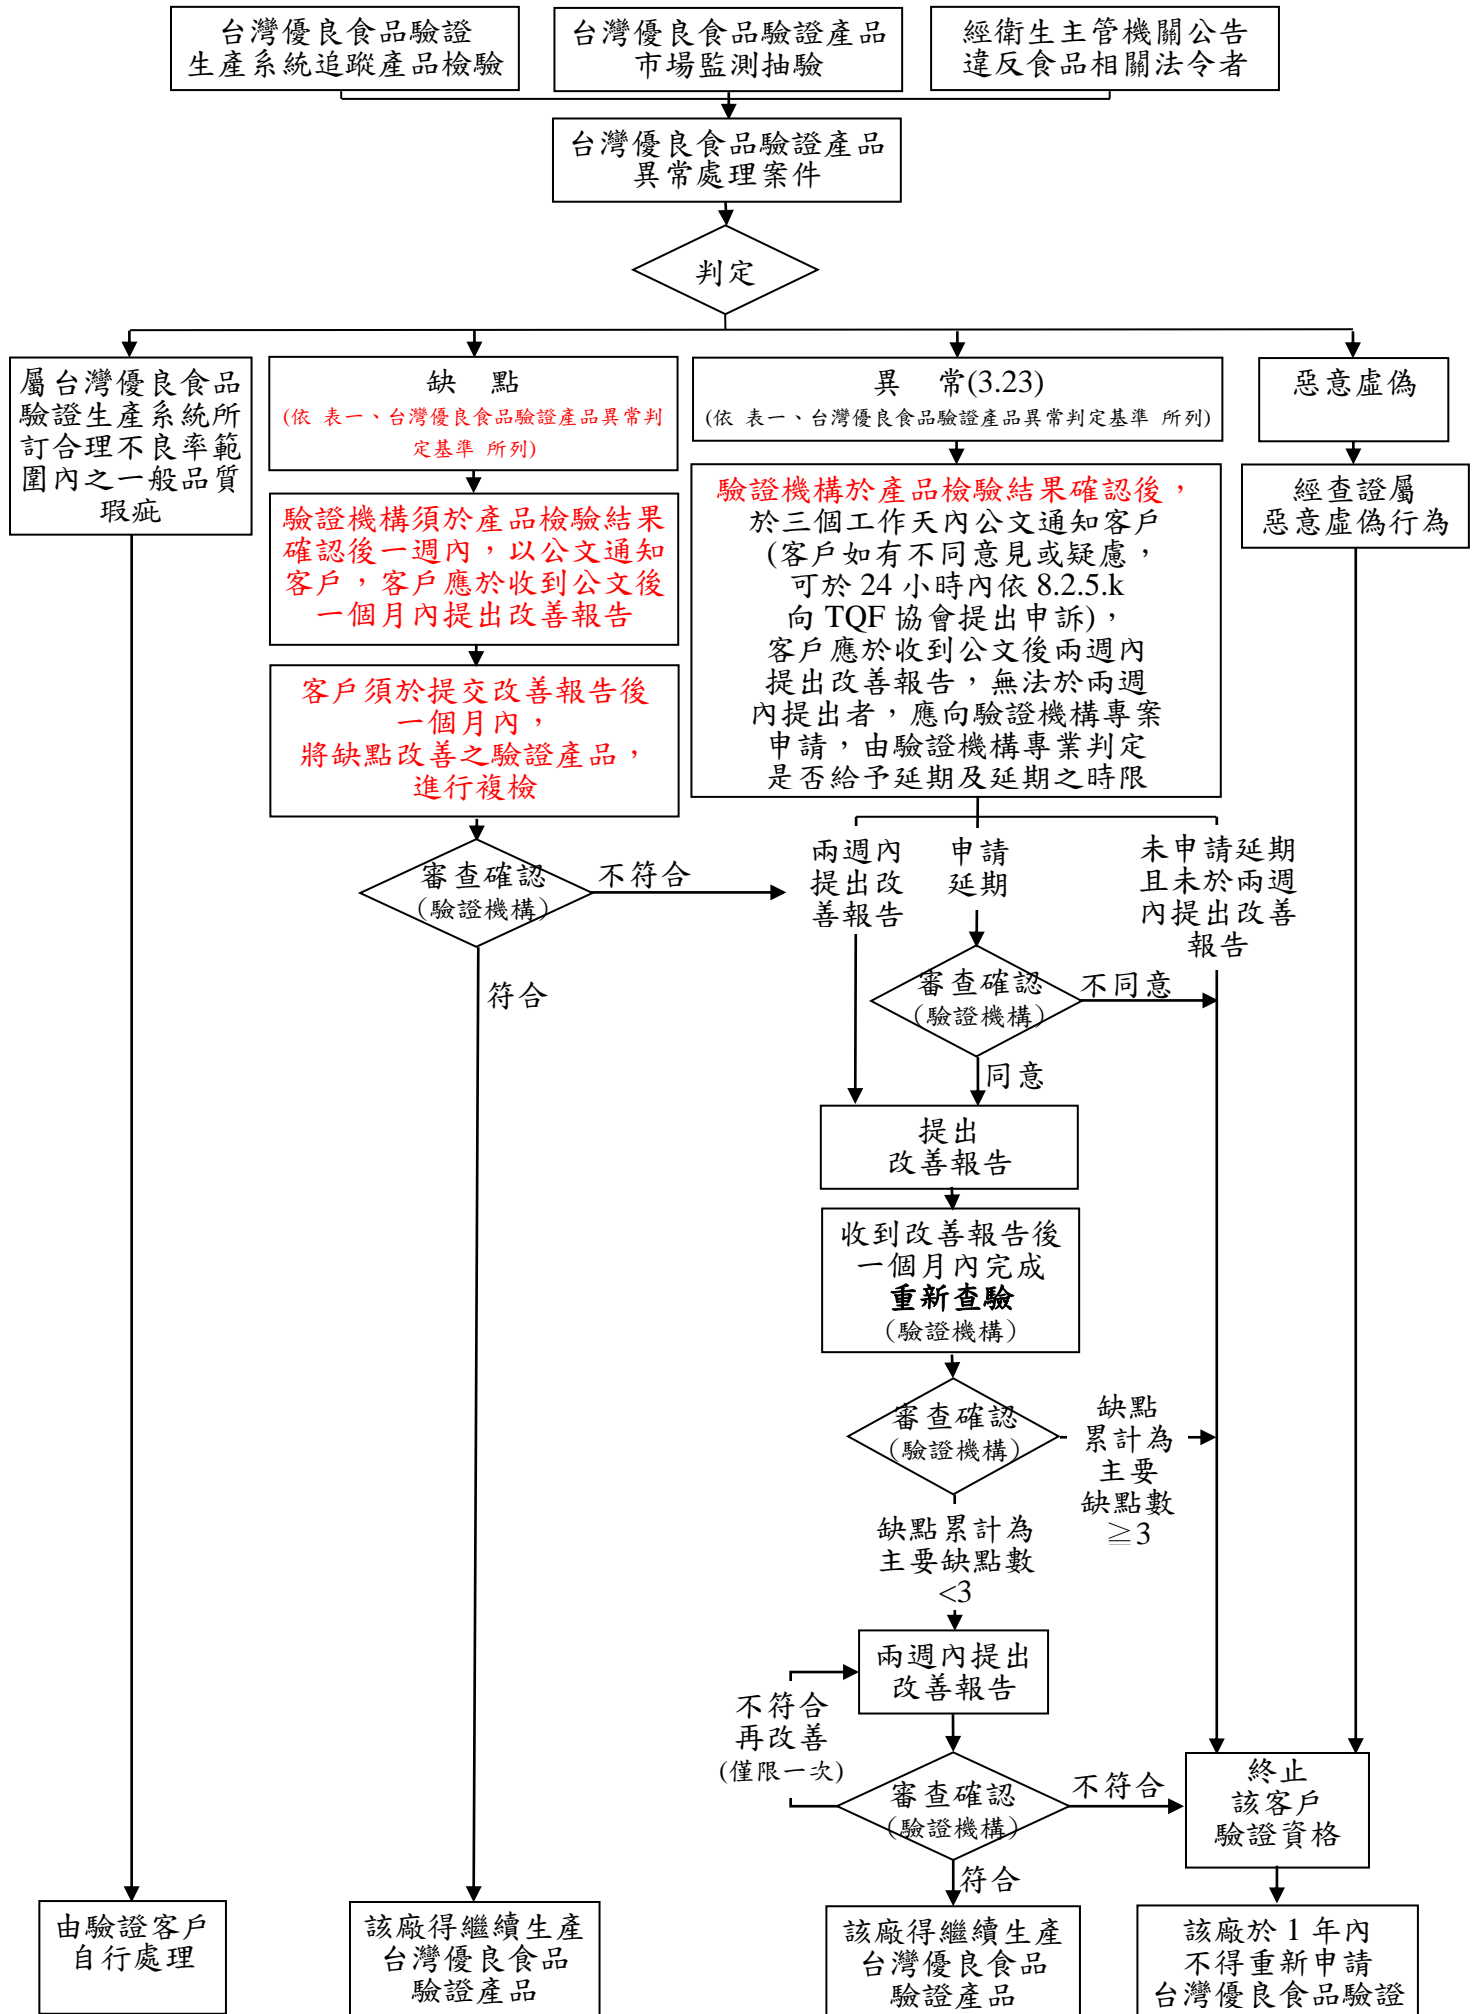 台灣優良食品驗證
生產系統追蹤產品檢驗
台灣優良食品驗證產品
市場監測抽驗
經衛生主管機關公告
違反食品相關法令者
台灣優良食品驗證產品
異常處理案件
判定
屬台灣優良食品
驗證生產系統所
訂合理不良率範
圍內之一般品質
瑕疵
缺　點
(依 表一、台灣優良食品驗證產品異常判
定基準 所列)
異　常(3.23)
(依 表一、台灣優良食品驗證產品異常判定基準 所列)
惡意虛偽
驗證機構須於產品檢驗結果
確認後一週內，以公文通知
客戶，客戶應於收到公文後
一個月內提出改善報告
驗證機構於產品檢驗結果確認後，
於三個工作天內公文通知客戶
(客戶如有不同意見或疑慮，
可於 24 小時內依 8.2.5.k
向 TQF 協會提出申訴)，
客戶應於收到公文後兩週內
提出改善報告，無法於兩週
內提出者，應向驗證機構專案
申請，由驗證機構專業判定
是否給予延期及延期之時限
經查證屬
惡意虛偽行為
客戶須於提交改善報告後
一個月內，
將缺點改善之驗證產品，
進行複檢
審查確認
(驗證機構)
不符合
符合
兩週內
提出改
善報告
申請
延期
未申請延期
且未於兩週
內提出改善
報告
審查確認
(驗證機構)
不同意
同意
提出
改善報告
收到改善報告後
一個月內完成
重新查驗
(驗證機構)
審查確認
(驗證機構)
缺點
累計為
主要
缺點數
≧3
缺點累計為
主要缺點數
<3
兩週內提出
改善報告
不符合
再改善
(僅限一次)
審查確認
(驗證機構)
不符合
符合
終止
該客戶
驗證資格
由驗證客戶
自行處理
該廠得繼續生產
台灣優良食品
驗證產品
該廠得繼續生產
台灣優良食品
驗證產品
該廠於 1 年內
不得重新申請
台灣優良食品驗證